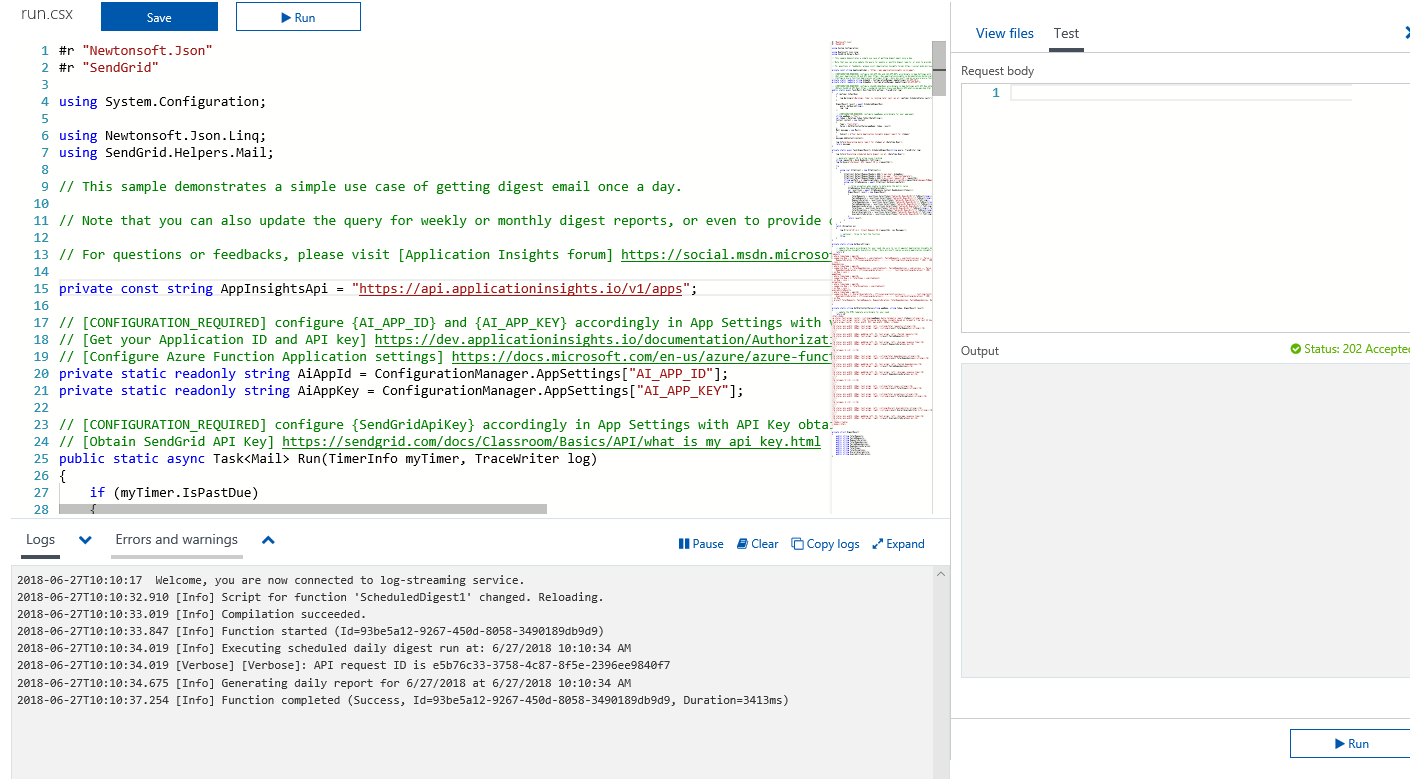 run.csx
Save
Run
1 #r "Newtonsoft.Json"
2 #r "SendGrid"
3
4 using System.Configuration;
5
6 using Newtonsoft.Json.Linq;
7 using SendGrid.Helpers.Mail;
8
9 // This sample demonstrates a simple use case of getting digest email once a day.
10
11 // Note that you can also update the query for weekly or monthly digest reports, or even to provide
12
13 // For questions or feedbacks, please visit [Application Insights forum] https://social.msdn.microso
14
15 private const string AppInsightsApi = "https://api.applicationinsights.io/v1/apps";
16
17 // [CONFIGURATION_REQUIRED] configure {AI_APP_ID} and {AI_APP_KEY} accordingly in App Settings with
18 // [Get your Application ID and API key] https://dev.applicationinsights.io/documentation/Authorizati
19 // [Configure Azure Function Application settings] https://docs.microsoft.com/en-us/azure/azure-func
20 private static readonly string AiAppId = ConfigurationManager.AppSettings["AI_APP_ID"];
21 private static readonly string AiAppKey = ConfigurationManager.AppSettings["AI_APP_KEY"];
22
23 // [CONFIGURATION_REQUIRED] configure {SendGridApiKey} accordingly in App Settings with API Key obta
24 // [Obtain SendGrid API Key] https://sendgrid.com/docs/Classroom/Basics/API/what is my api key.html
25 public static async Task<Mail> Run(TimerInfo myTimer, TraceWriter log)
26 {
27 if (myTimer.IsPastDue)
28 {
Logs
Errors and warnings
Pause
Clear
Copy logs
Expand
2018-06-27T10:10:17 Welcome, you are now connected to log-streaming service.
2018-06-27T10:10:32.910 [Info] Script for function 'ScheduledDigest1' changed. Reloading.
2018-06-27T10:10:33.019 [Info] Compilation succeeded.
2018-06-27T10:10:33.847 [Info] Function started (Id=93be5a12-9267-450d-8058-3490189db9d9)
2018-06-27T10:10:34.019 [Info] Executing scheduled daily digest run at: 6/27/2018 10:10:34 AM
2018-06-27T10:10:34.019 [Verbose] [Verbose]: API request ID is e5b76c33-3758-4c87-8f5e-2396ee9840f7
2018-06-27T10:10:34.675 [Info] Generating daily report for 6/27/2018 at 6/27/2018 10:10:34 AM
2018-06-27T10:10:37.254 [Info] Function completed (Success, Id=93be5a12-9267-450d-8058-3490189db9d9, Duration=3413ms)
View files
Test
Request body
1
Output
Status: 202 Accepted
Run